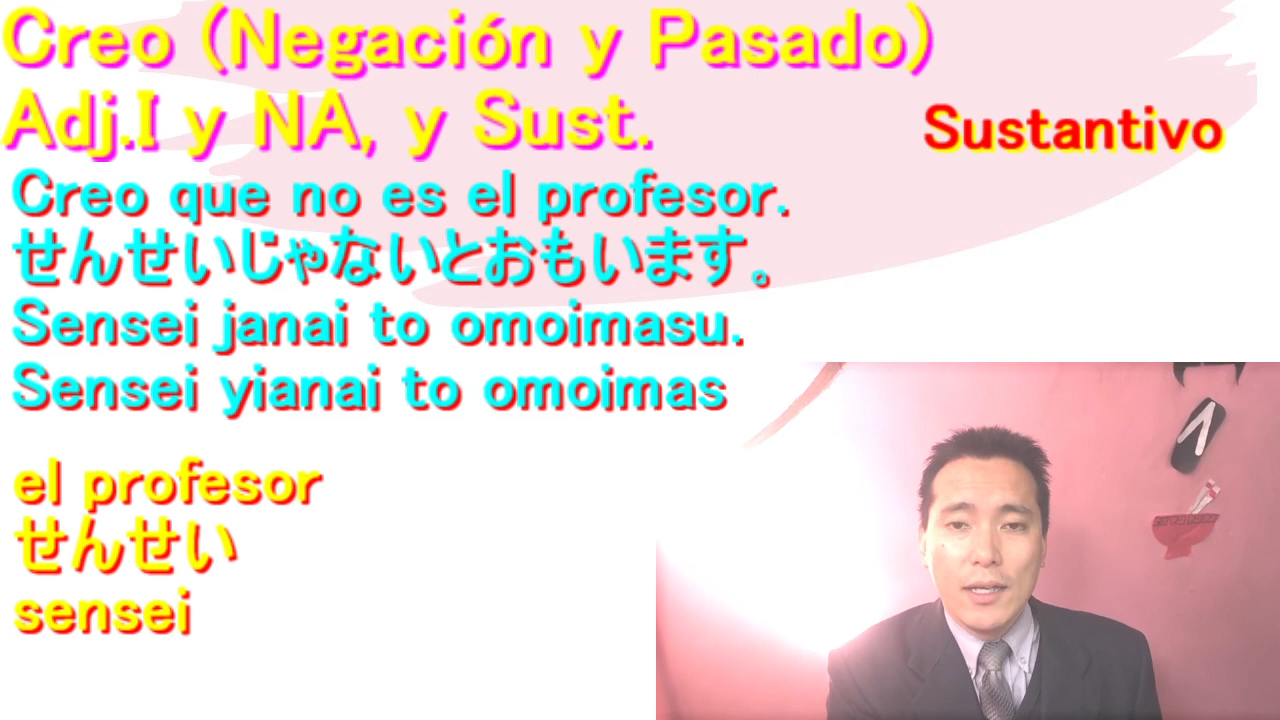 Creo (Negación y Pasado)
Adj.I y NA, y Sust.
Sustantivo
Creo que no es el profesor.
せんせいじゃないとおもいます。
Sensei janai to omoimasu.
Sensei yianai to omoimas
el profesor
せんせい
sensei